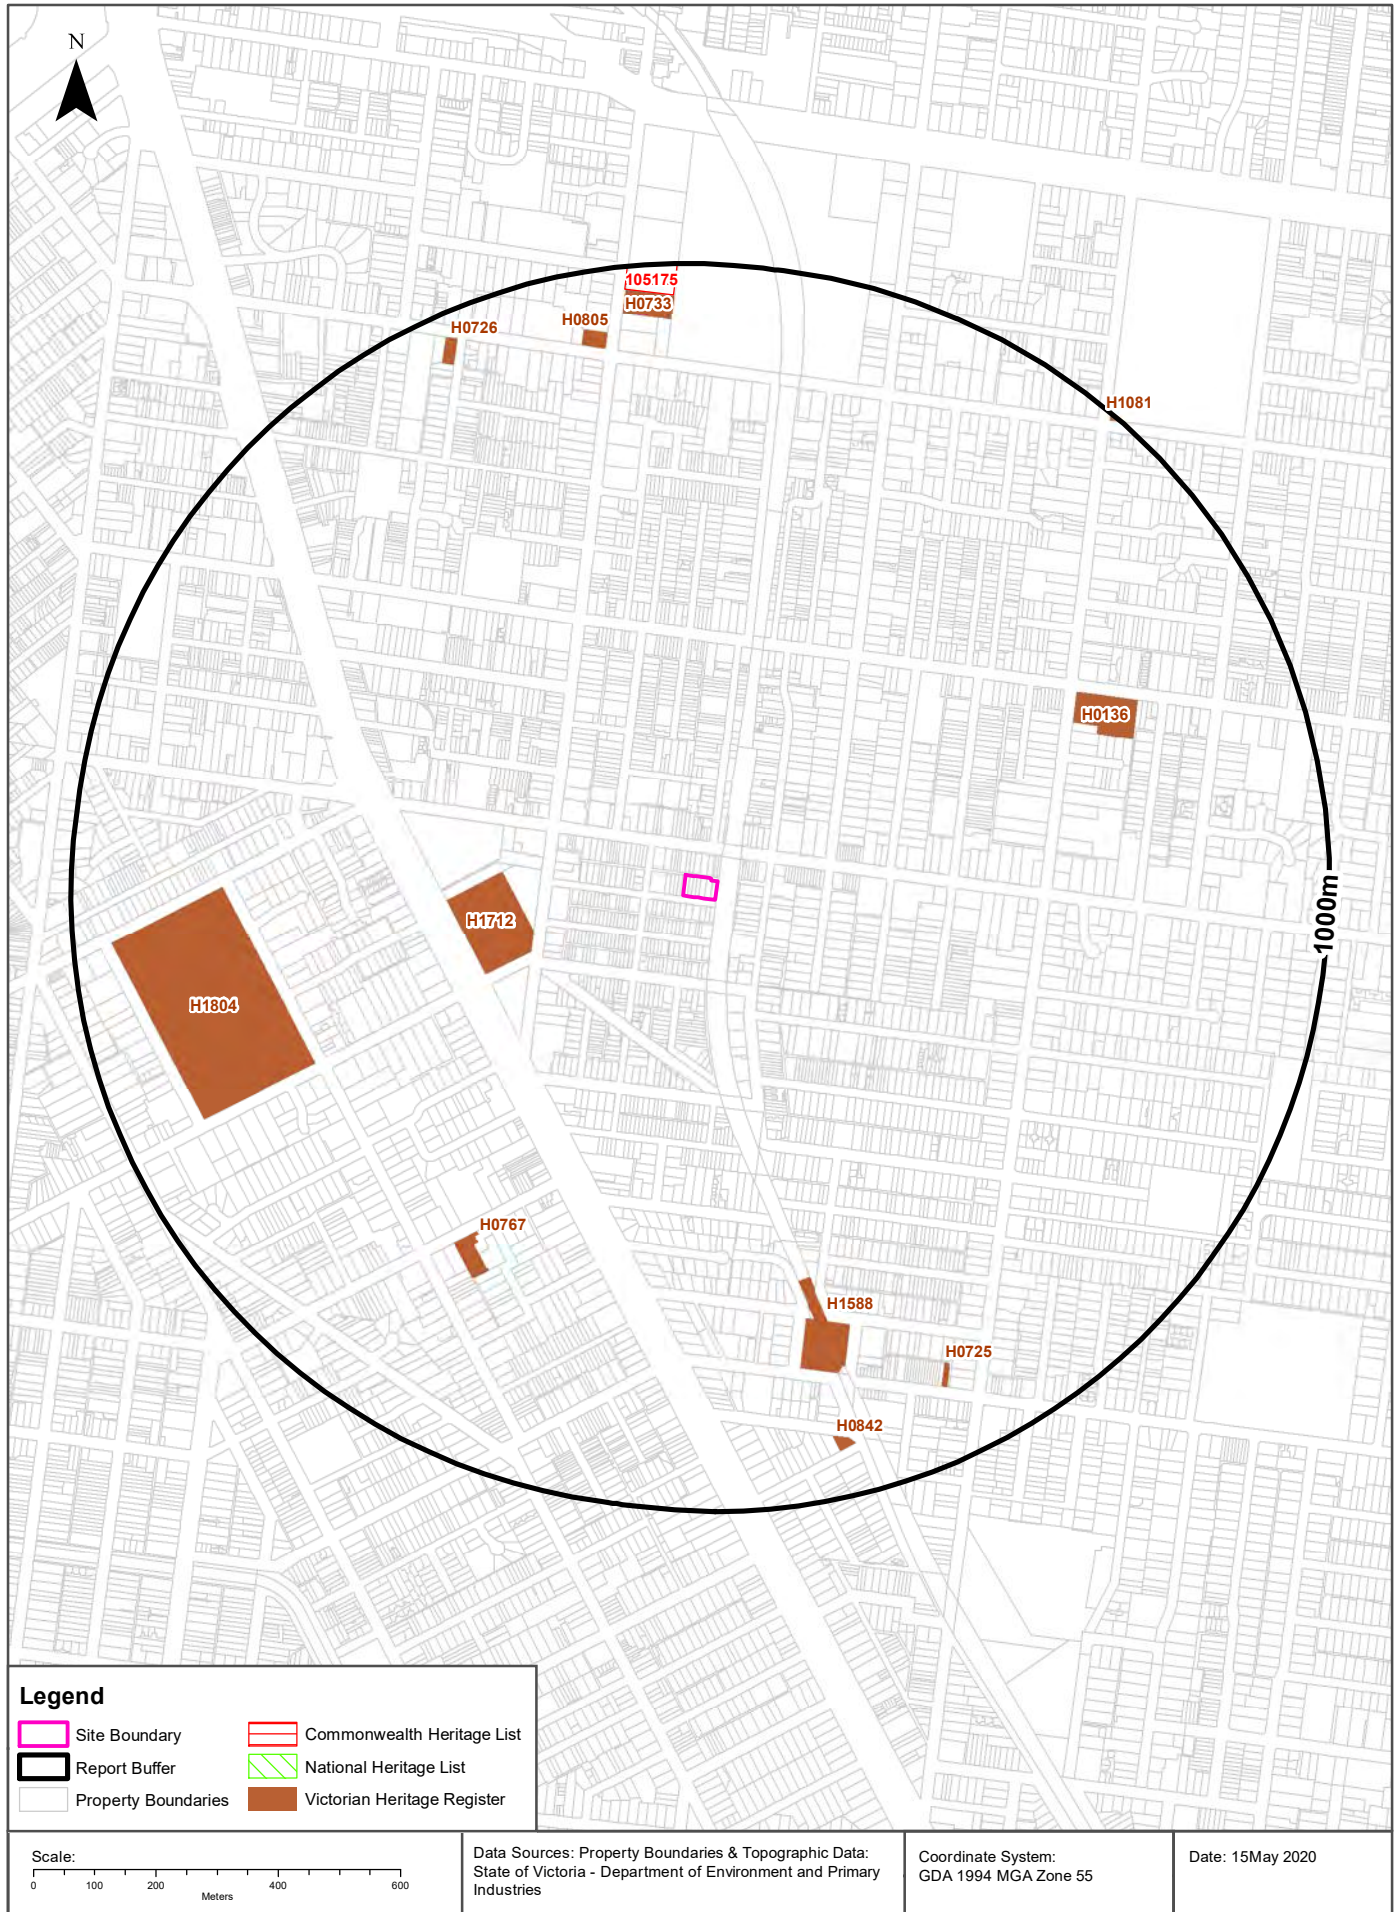 N
105175
H0733
H0805
H0726
H1081
H0136
1000m
H1712
H1804
H0767
H1588
H0725
H0842
Legend
Site Boundary
Report Buffer
Property Boundaries
Commonwealth Heritage List
National Heritage List
Victorian Heritage Register
Scale:
0 100 200 400 600
Meters
Data Sources: Property Boundaries & Topographic Data:
State of Victoria - Department of Environment and Primary
Industries
Coordinate System:
GDA 1994 MGA Zone 55
Date: 15May 2020